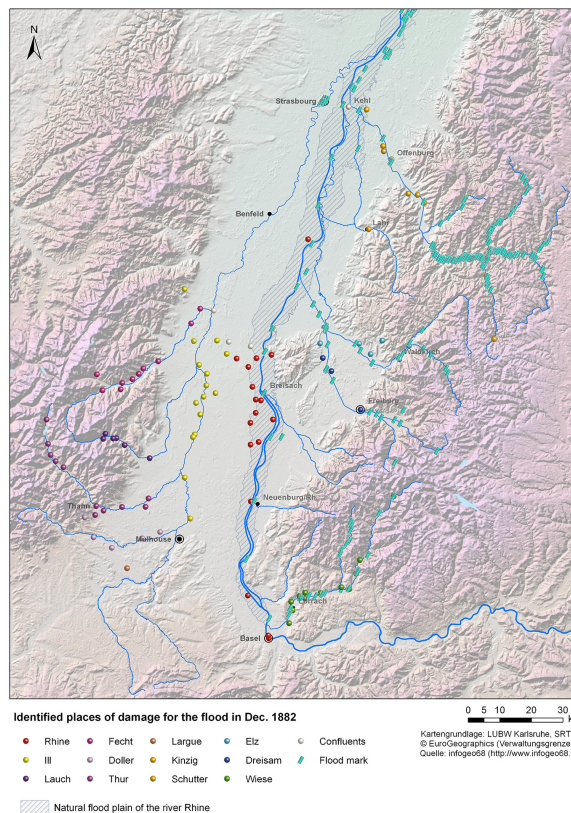 N
Strasbourg
Kehl
Offenburg
Benfeld
Lahr
Waldkirch
Breisach
Freiburg
Thann
Neuenburg/Rh.
Mulhouse
Lörrach
Basel
Identified places of damage for the flood in Dec. 1882
0 5 10 20 30 k
Rhine Fecht Largue Elz Confluents
Ill Doller Kinzig Dreisam Flood mark
Lauch Thur Schutter Wiese
Natural flood plain of the river Rhine
Kartengrundlage: LUBW Karlsruhe, SRT
© EuroGeographics (Verwaltungsgrenze
Quelle: infogeo68 (http://www.infogeo68.